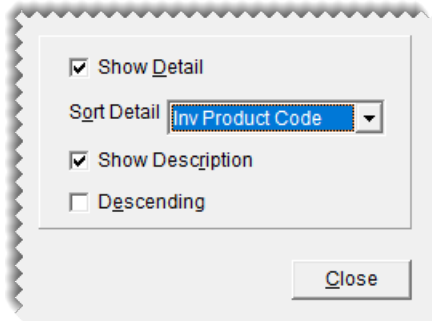 Show Detail
Sort Detail Inv Product Code
Show Description
Descending
Close